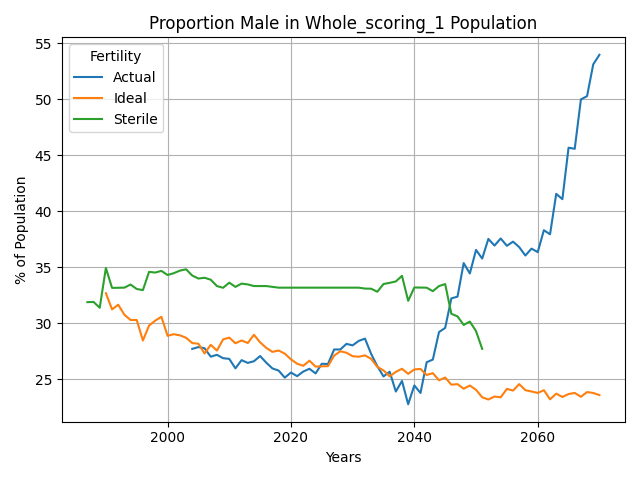 Proportion Male in Whole_scoring_1 Population
Fertility
Actual
Ideal
Sterile
% of Population
55
50
45
40
35
30
25
2000
2020
2040
2060
Years